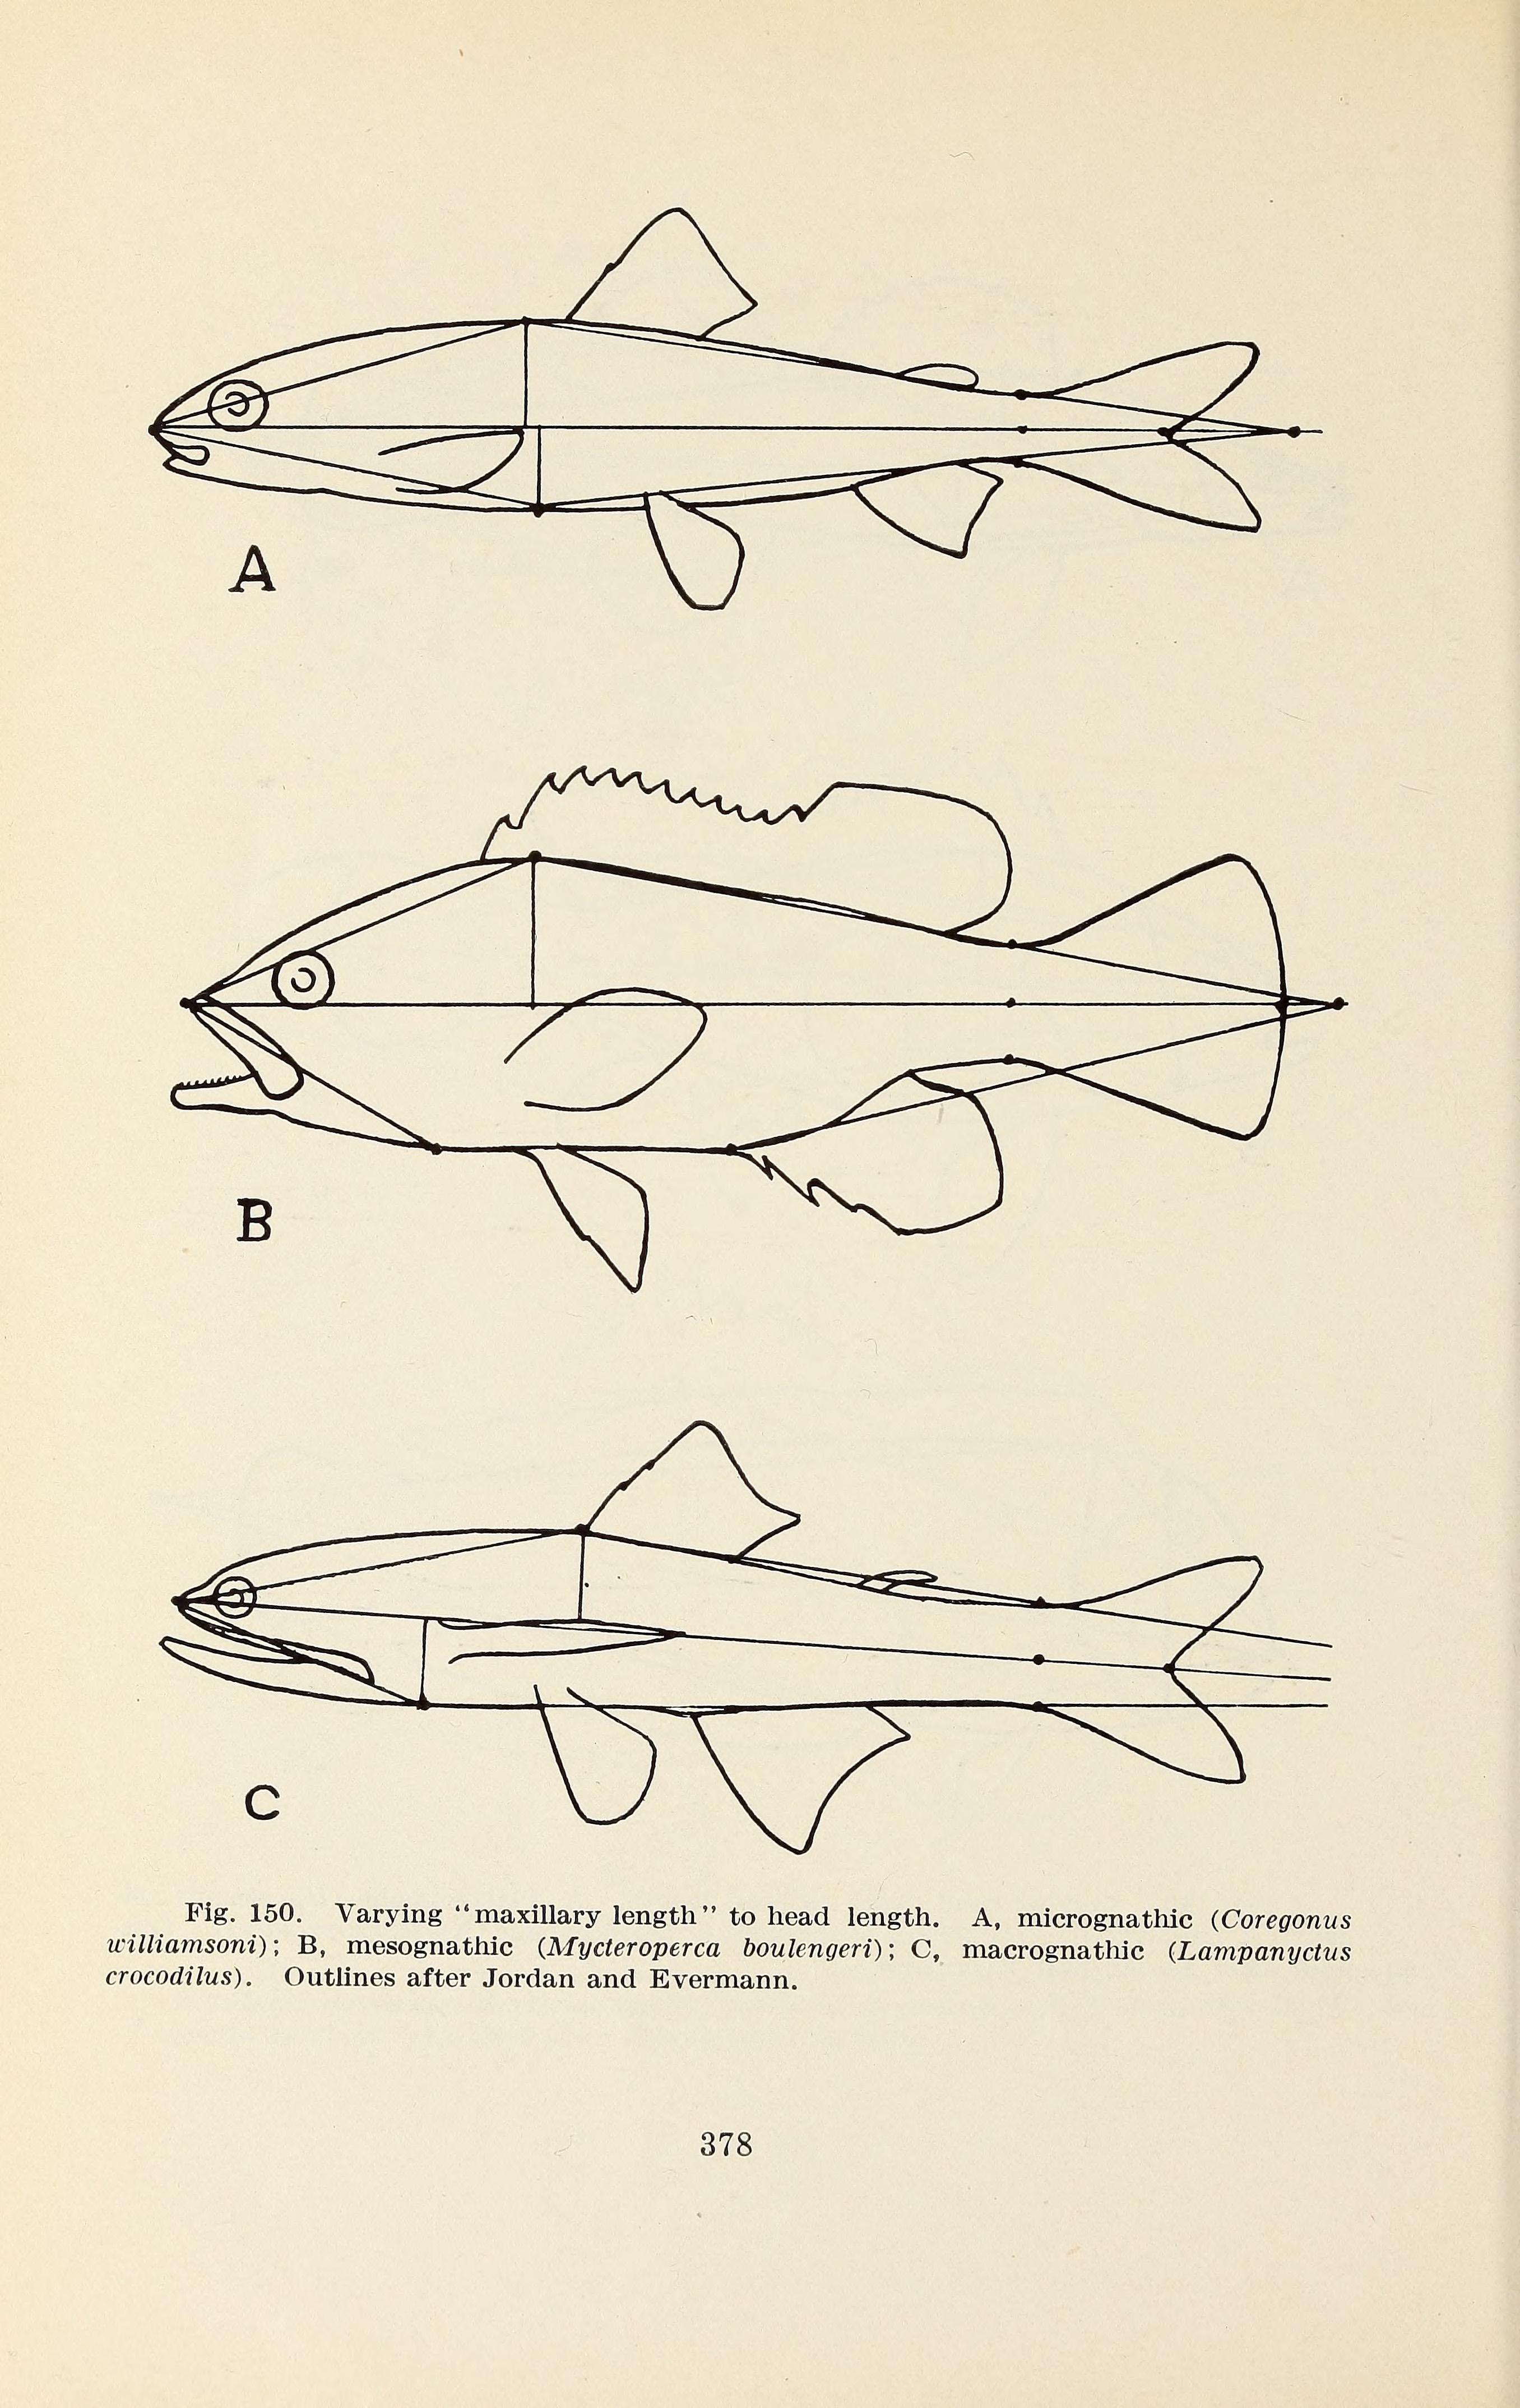 A
B
C
Fig. 150. Varying “maxillary length” to head length. A, micrognathic (Coregonus
williamsoni); B, mesognathic (Mycteroperca boulengeri); C, macrognathic (Lampanyctus
crocodilus). Outlines after Jordan and Evermann.
378